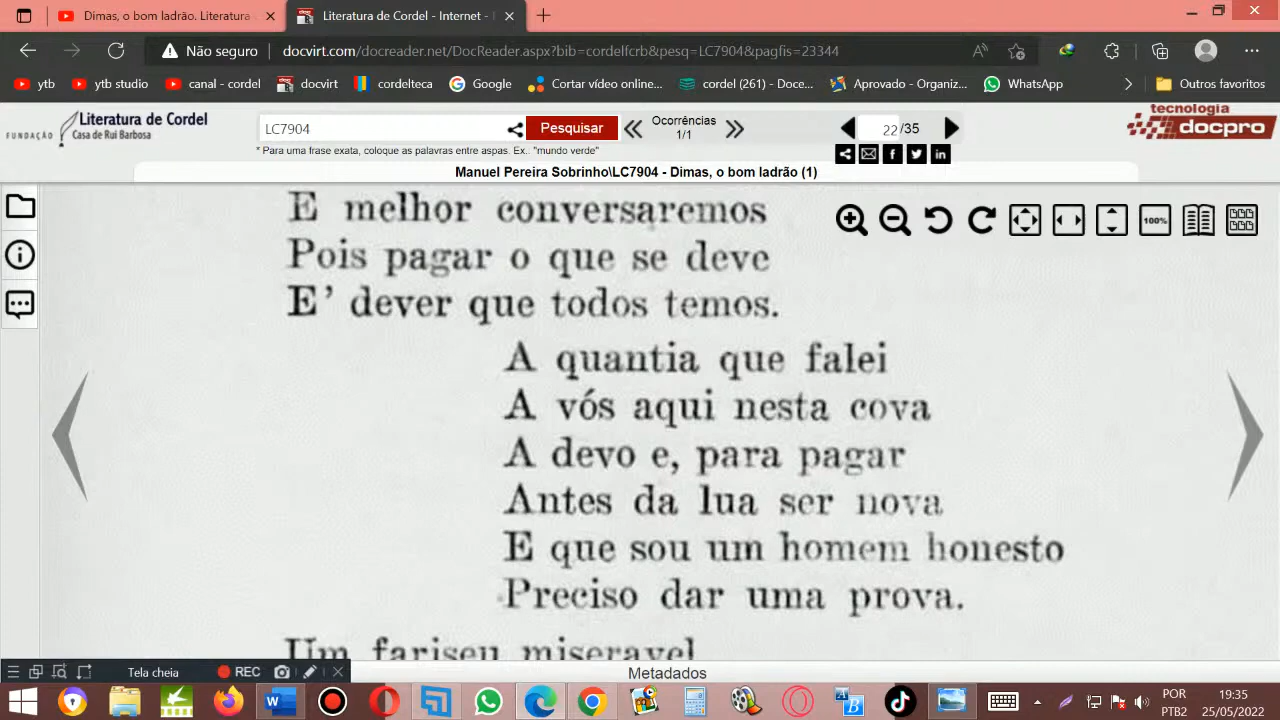 Dimas, o bom ladrão. Literatura
Literatura de Cordel - Internet -
Não seguro
docvirt.com/docreader.net/DocReader.aspx?bib=cordelfcrb&pesq=LC7904&pagfis=23344
ytb
ytb studio
canal - cordel
docvirt
cordelteca
Google
Cortar vídeo online...
cordel (261) - Doce...
Aprovado - Organiz...
WhatsApp
Outros favoritos
FUNDAÇÃO
Literatura de Cordel
Casa de Rui Barbosa
LC7904
Pesquisar
Ocorrências
1/1
22 /35
tecnologia
docpro
* Para uma frase exata, coloque as palavras entre aspas. Ex.. "mundo verde"
Manuel Pereira Sobrinho\LC7904 - Dimas, o bom ladrão (1)
100%
E melhor conversaremos
Pois pagar o que se deve
E' dever que todos temos.
A quantia que falei
A vós aqui nesta cova
A devo e, para pagar
Antes da lua ser nova
E que sou um homem honesto
Preciso dar uma prova.
Um fariseu miseravel
Tela cheia
REC
Metadados
POR
PTB2
19:35
25/05/2022